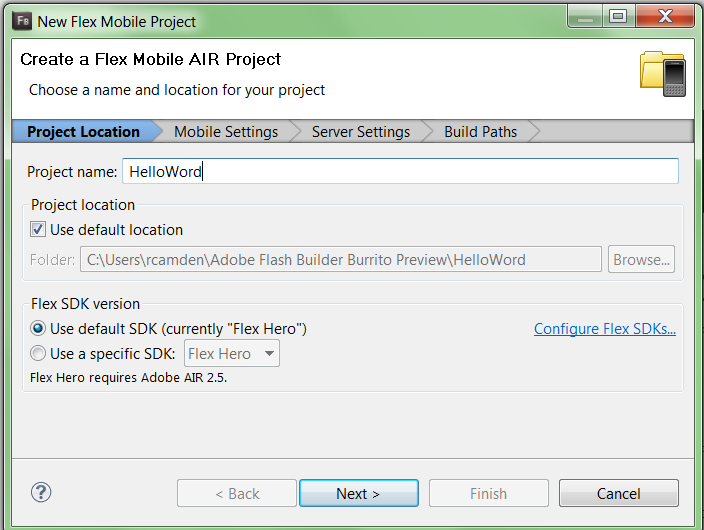 FB New Flex Mobile Project
Create a Flex Mobile AIR Project
Choose a name and location for your project
Project Location Mobile Settings Server Settings Build Paths
Project name: HelloWord
Project location
Use default location
Folder: C:\Users\rcamden\Adobe Flash Builder Burrito Preview\HelloWord Browse...
Flex SDK version
Use default SDK (currently "Flex Hero") Configure Flex SDKs...
Use a specific SDK: Flex Hero
Flex Hero requires Adobe AIR 2.5.
? < Back Next > Finish Cancel